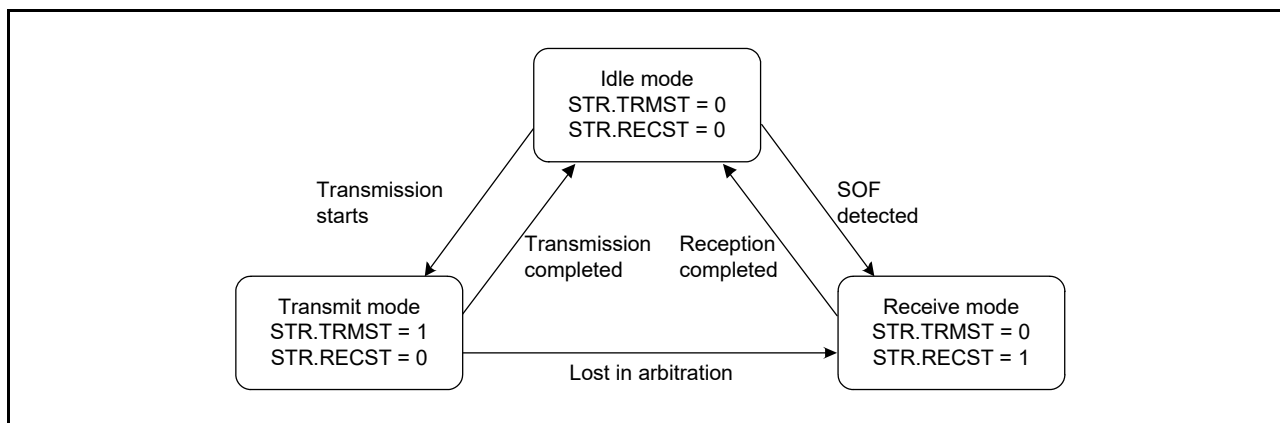 Idle mode
STR.TRMST = 0
STR.RECST = 0
Transmission
starts
SOF
detected
Transmission
completed
Reception
completed
Transmit mode
STR.TRMST = 1
STR.RECST = 0
Receive mode
STR.TRMST = 0
STR.RECST = 1
Lost in arbitration